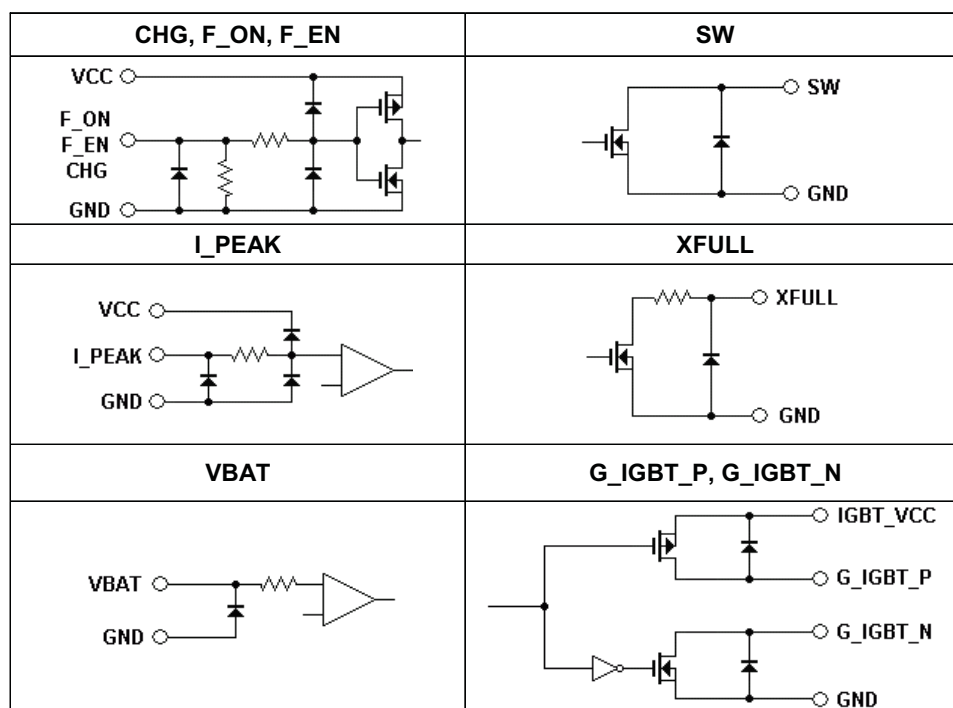 CHG, F_ON, F_EN
VCC
F_ON
F_EN
CHG
GND
SW
SW
GND
I_PEAK
VCC
I_PEAK
GND
XFULL
XFULL
GND
VBAT
VBAT
GND
G_IGBT_P, G_IGBT_N
IGBT_VCC
G_IGBT_P
G_IGBT_N
GND